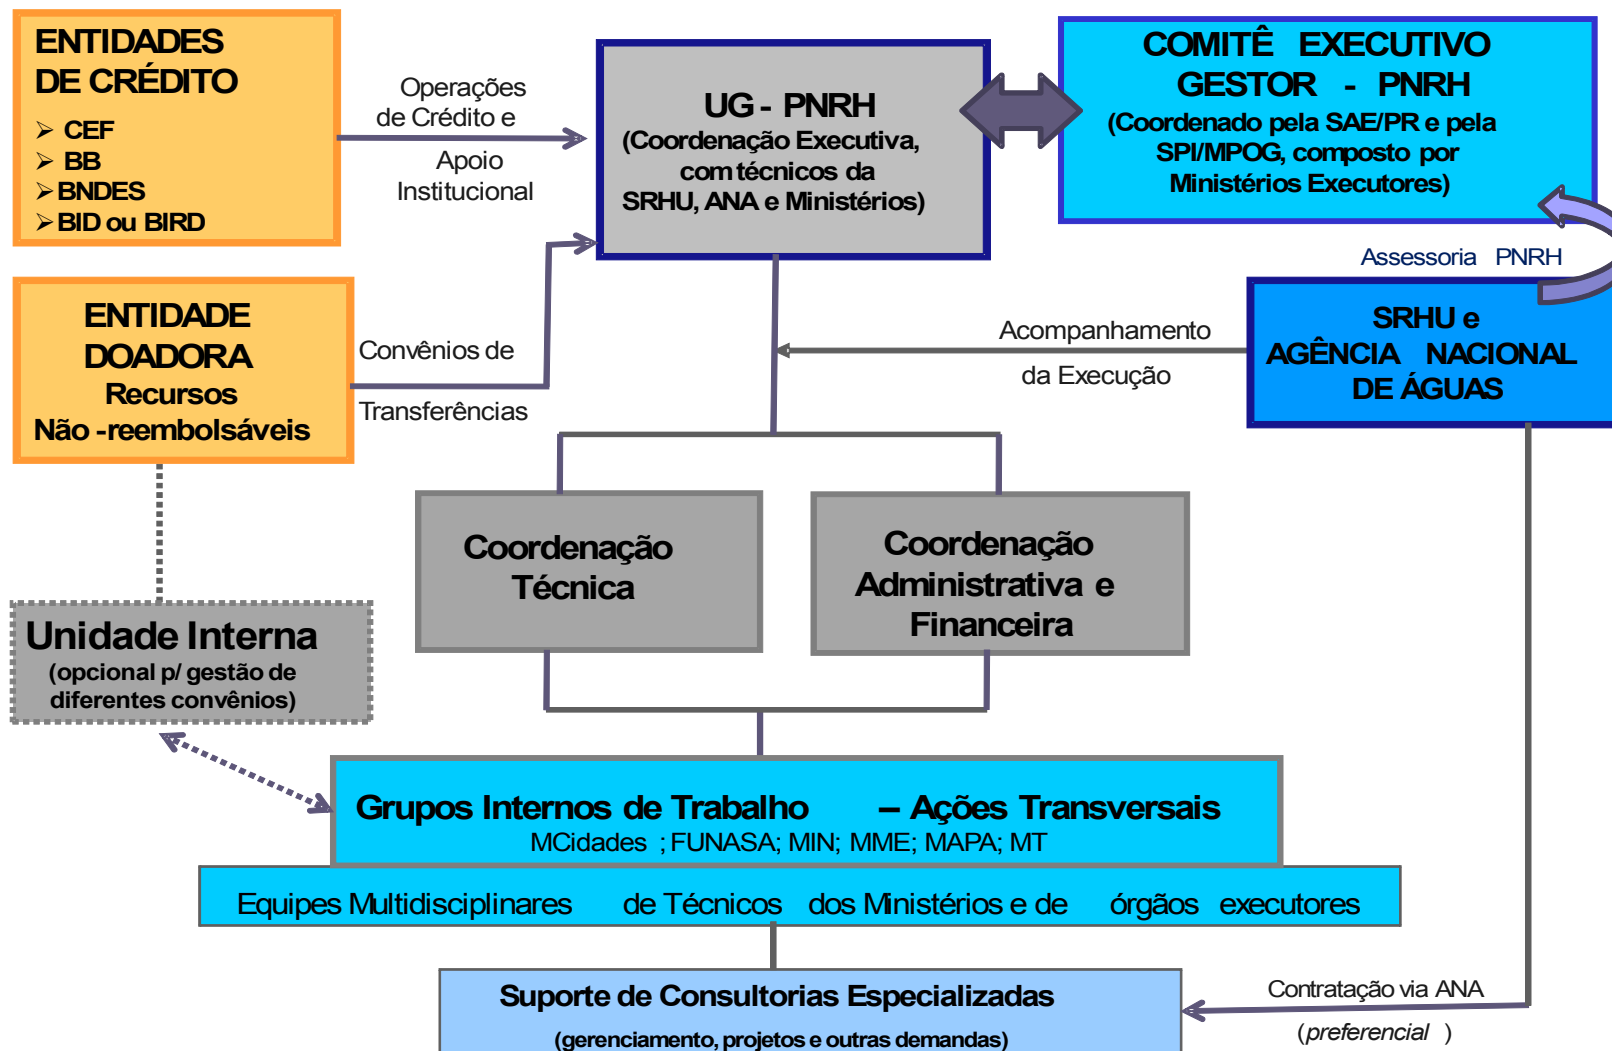 ENTIDADES
DE CRÉDITO
➢ CEF
➢ BB
➢ BNDES
➢ BID ou BIRD
Operações
de Crédito e
Apoio
Institucional
UG - PNRH
(Coordenação Executiva,
com técnicos da
SRHU, ANA e Ministérios)
COMITÊ EXECUTIVO
GESTOR - PNRH
(Coordenado pela SAE/PR e pela
SPI/MPOG, composto por
Ministérios Executores)
Assessoria PNRH
ENTIDADE
DOADORA
Recursos
Não -reembolsáveis
Convênios de
Transferências
Acompanhamento
da Execução
SRHU e
AGÊNCIA NACIONAL
DE ÁGUAS
Coordenação
Técnica
Coordenação
Administrativa e
Financeira
Unidade Interna
(opcional p/ gestão de
diferentes convênios)
Grupos Internos de Trabalho – Ações Transversais
MCidades ; FUNASA; MIN; MME; MAPA; MT
Equipes Multidisciplinares de Técnicos dos Ministérios e de órgãos executores
Suporte de Consultorias Especializadas
(gerenciamento, projetos e outras demandas)
Contratação via ANA
(preferencial )